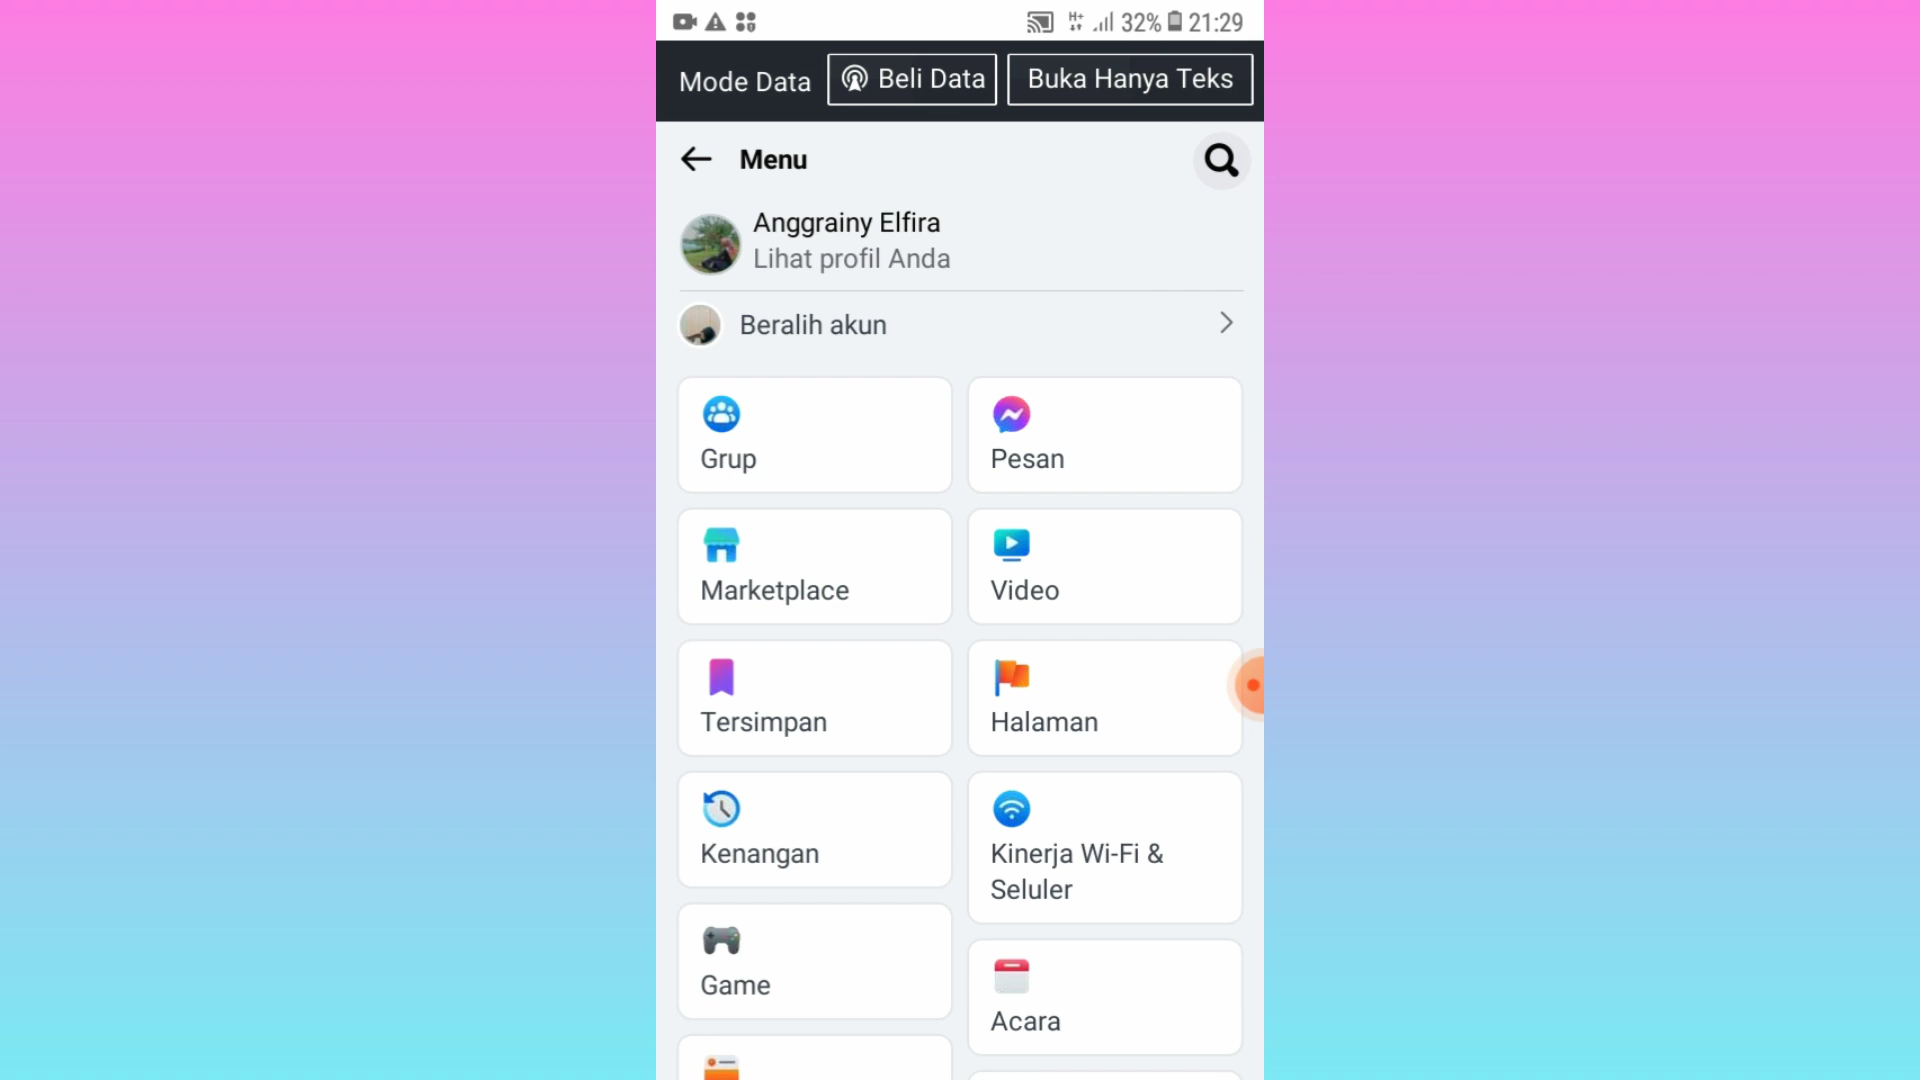 32% 21:29
Mode Data Beli Data Buka Hanya Teks
Menu
Anggrainy Elfira
Lihat profil Anda
Beralih akun
Grup Pesan
Marketplace Video
Tersimpan Halaman
Kenangan Kinerja Wi-Fi &
Seluler
Game
Acara